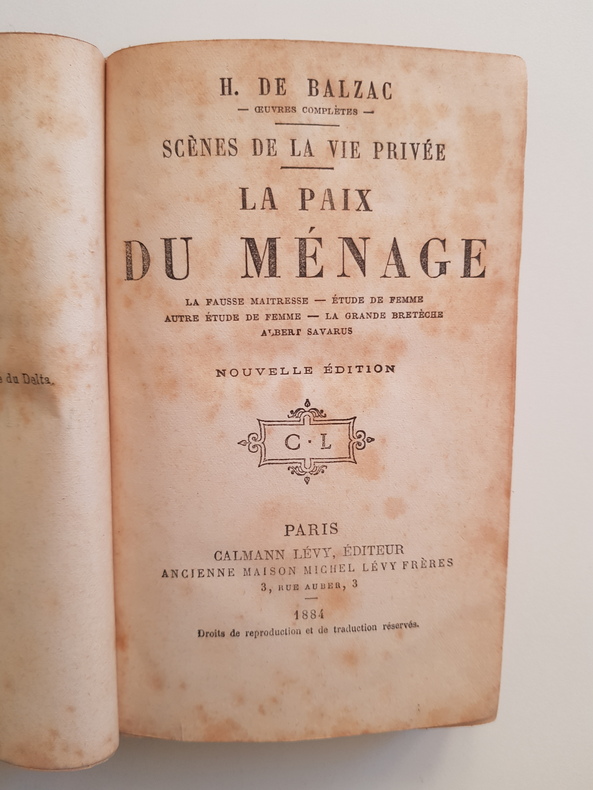 H. DE BALZAC
— ŒUVRES COMPLÈTES —
SCÈNES DE LA VIE PRIVÉE
LA PAIX
DU MÉNAGE
LA FAUSSE MAITRESSE — ÉTUDE DE FEMME
AUTRE ÉTUDE DE FEMME — LA GRANDE BRETÈCHE
ALBERT SAVARUS
NOUVELLE ÉDITION
C · L
PARIS
CALMANN LÉVY, ÉDITEUR
ANCIENNE MAISON MICHEL LÉVY FRÈRES
3, RUE AUBER, 3
1884
Droits de reproduction et de traduction réservés.
du Delta.